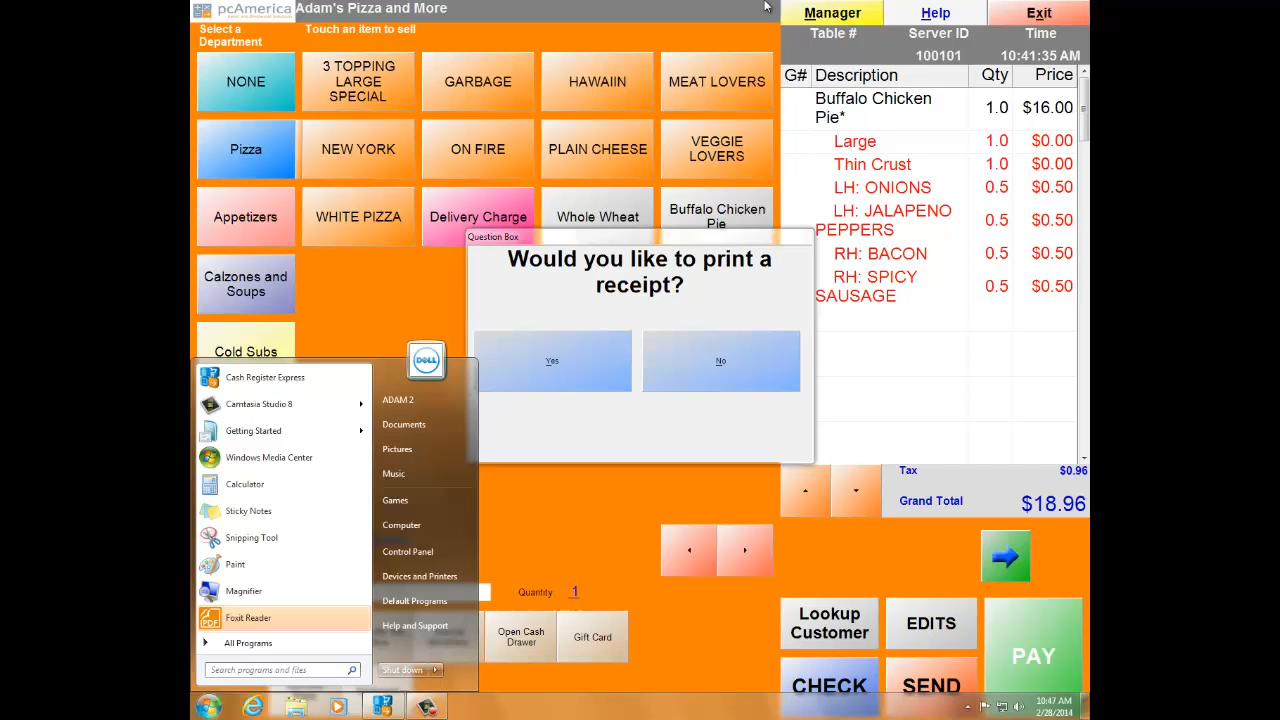 pcAmerica
Adam's Pizza and More
Manager
Help
Exit
Select a
Department
Touch an item to sell
Table #
Server ID
Time
100101
10:41:35 AM
NONE
3 TOPPING
LARGE
SPECIAL
GARBAGE
HAWAIIN
MEAT LOVERS
Pizza
NEW YORK
ON FIRE
PLAIN CHEESE
VEGGIE
LOVERS
Appetizers
WHITE PIZZA
Delivery Charge
Whole Wheat
Buffalo Chicken
Pie
Calzones and
Soups
Cold Subs
G# Description Qty Price
Buffalo Chicken
Pie* 1.0 $16.00
Large 1.0 $0.00
Thin Crust 1.0 $0.00
LH: ONIONS 0.5 $0.50
LH: JALAPENO
PEPPERS 0.5 $0.50
RH: BACON 0.5 $0.50
RH: SPICY
SAUSAGE 0.5 $0.50
Tax $0.96
Grand Total $18.96
Question Box
Would you like to print a
receipt?
Yes
No
DELL
Cash Register Express
Camtasia Studio 8
Getting Started
Windows Media Center
Calculator
Sticky Notes
Snipping Tool
Paint
Magnifier
PDF
Foxit Reader
All Programs
Search programs and files
ADAM 2
Documents
Pictures
Music
Games
Computer
Control Panel
Devices and Printers
Default Programs
Help and Support
Shut down
Quantity 1
Open Cash
Drawer
Gift Card
Lookup
Customer
EDITS
PAY
CHECK
SEND
10:47 AM
2/28/2014